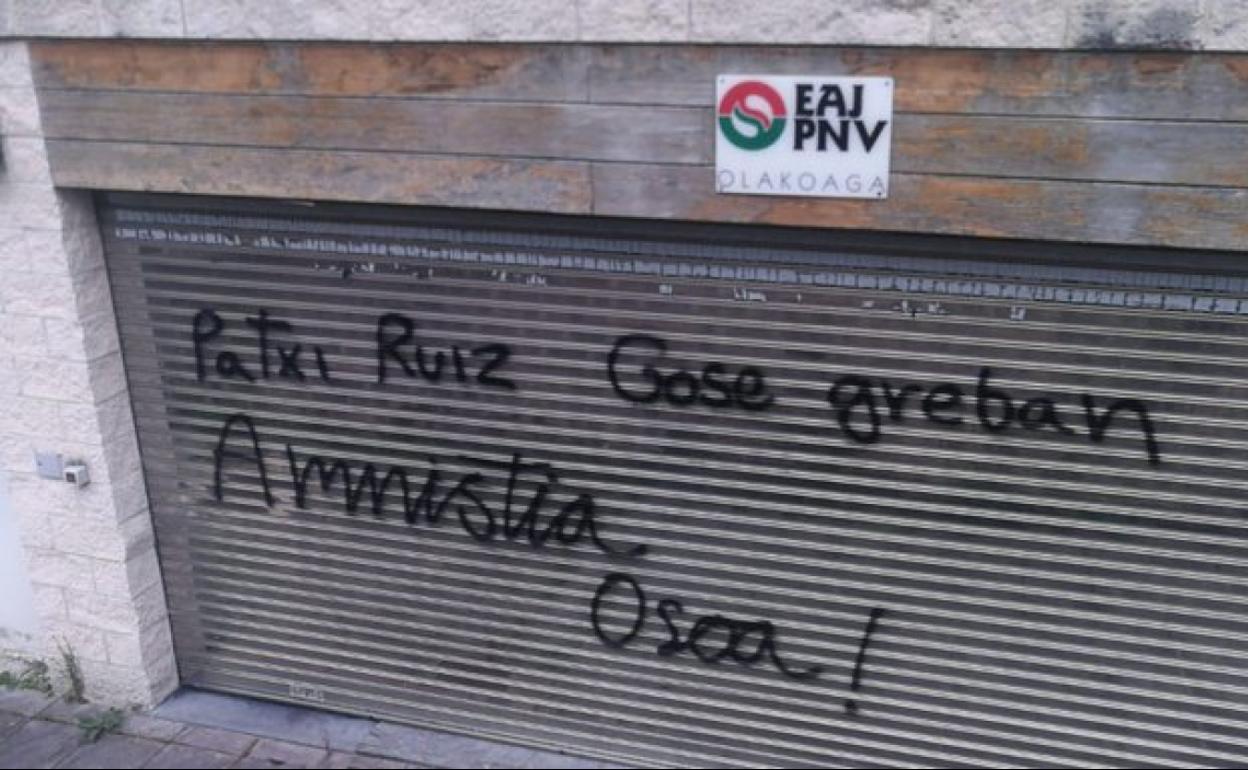 EAJ
PNV
OLAKOAGA
Patxi Ruiz Gose greban
Amnistia
Osoa!